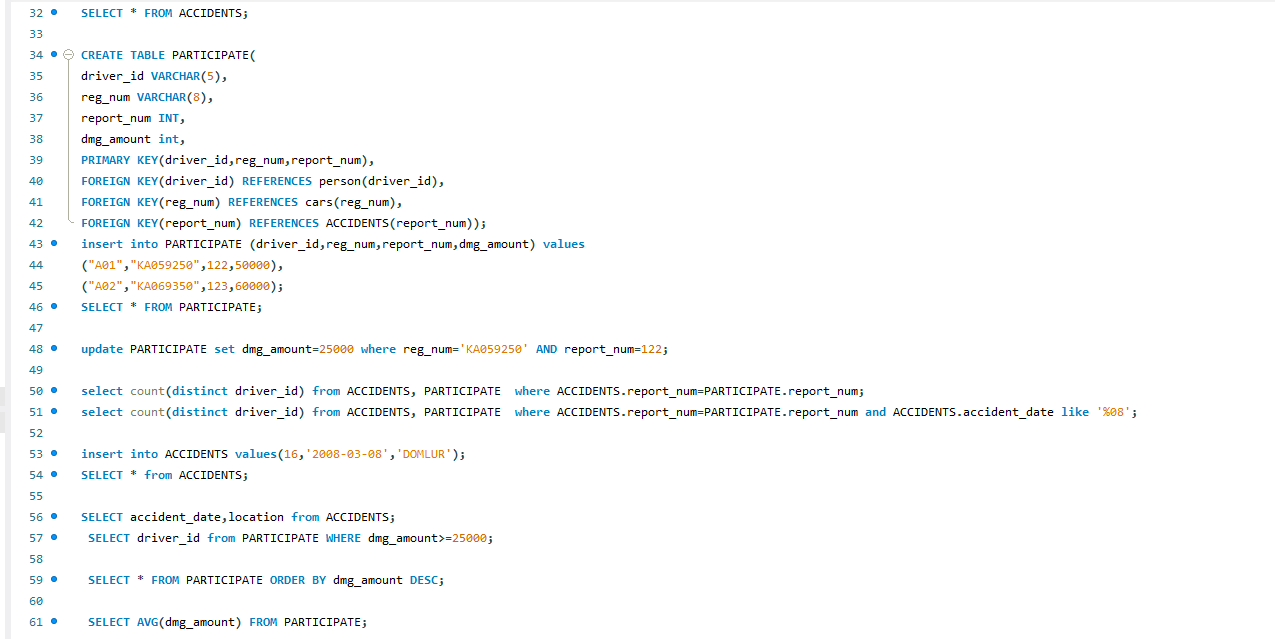 32 SELECT * FROM ACCIDENTS;
33
34 CREATE TABLE PARTICIPATE(
35 driver_id VARCHAR(5),
36 reg_num VARCHAR(8),
37 report_num INT,
38 dmg_amount int,
39 PRIMARY KEY(driver_id,reg_num,report_num),
40 FOREIGN KEY(driver_id) REFERENCES person(driver_id),
41 FOREIGN KEY(reg_num) REFERENCES cars(reg_num),
42 FOREIGN KEY(report_num) REFERENCES ACCIDENTS(report_num));
43 insert into PARTICIPATE (driver_id,reg_num,report_num,dmg_amount) values
44 ("A01","KA059250",122,50000),
45 ("A02","KA069350",123,60000);
46 SELECT * FROM PARTICIPATE;
47
48 update PARTICIPATE set dmg_amount=25000 where reg_num='KA059250' AND report_num=122;
49
50 select count(distinct driver_id) from ACCIDENTS, PARTICIPATE  where ACCIDENTS.report_num=PARTICIPATE.report_num;
51 select count(distinct driver_id) from ACCIDENTS, PARTICIPATE  where ACCIDENTS.report_num=PARTICIPATE.report_num and ACCIDENTS.accident_date like '%08';
52
53 insert into ACCIDENTS values(16,'2008-03-08','DOMLUR');
54 SELECT * from ACCIDENTS;
55
56 SELECT accident_date,location from ACCIDENTS;
57 SELECT driver_id from PARTICIPATE WHERE dmg_amount>=25000;
58
59 SELECT * FROM PARTICIPATE ORDER BY dmg_amount DESC;
60
61 SELECT AVG(dmg_amount) FROM PARTICIPATE;